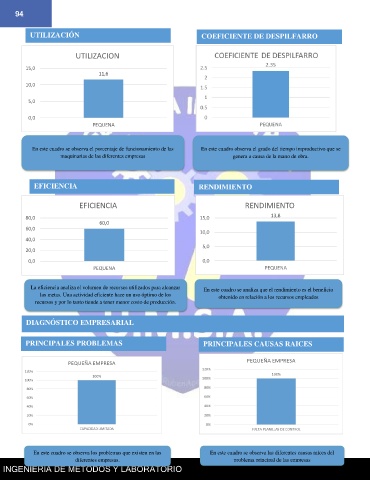 94
UTILIZACIÓN
COEFICIENTE DE DESPILFARRO
UTILIZACION
15,0
10,0
5,0
0,0
11,6
PEQUEÑA
COEFICIENTE DE DESPILFARRO
2.5
2
1.5
1
0.5
0
2.35
PEQUEÑA
En este cuadro se observa el porcentaje de funcionamiento de las
maquinarias de las diferentes empresas
En este cuadro observa el grado del tiempo improductivo que se
genera a causa de la mano de obra.
EFICIENCIA
RENDIMIENTO
EFICIENCIA
80,0
60,0
40,0
20,0
0,0
60,0
PEQUEÑA
RENDIMIENTO
15,0
10,0
5,0
0,0
13,8
PEQUEÑA
La eficiencia analiza el volumen de recursos utilizados para alcanzar
las metas. Una actividad eficiente hace un uso óptimo de los
recursos y por lo tanto tiende a tener menor costo de producción.
En este cuadro se analiza que el rendimiento es el beneficio
obtenido en relación a los recursos empleados
DIAGNÓSTICO EMPRESARIAL
PRINCIPALES PROBLEMAS
PRINCIPALES CAUSAS RAICES
PEQUEÑA EMPRESA
120%
100%
80%
60%
40%
20%
0%
100%
CAPACIDAD LIMITADA
PEQUEÑA EMPRESA
120%
100%
80%
60%
40%
20%
0%
100%
FALTA PLANILLAS DE CONTROL
En este cuadro se observa los problemas que existen en las
diferentes empresas.
En este cuadro se observa las diferentes causas raíces del
problema principal de las empresas
INGENIERIA DE METODOS Y LABORATORIO